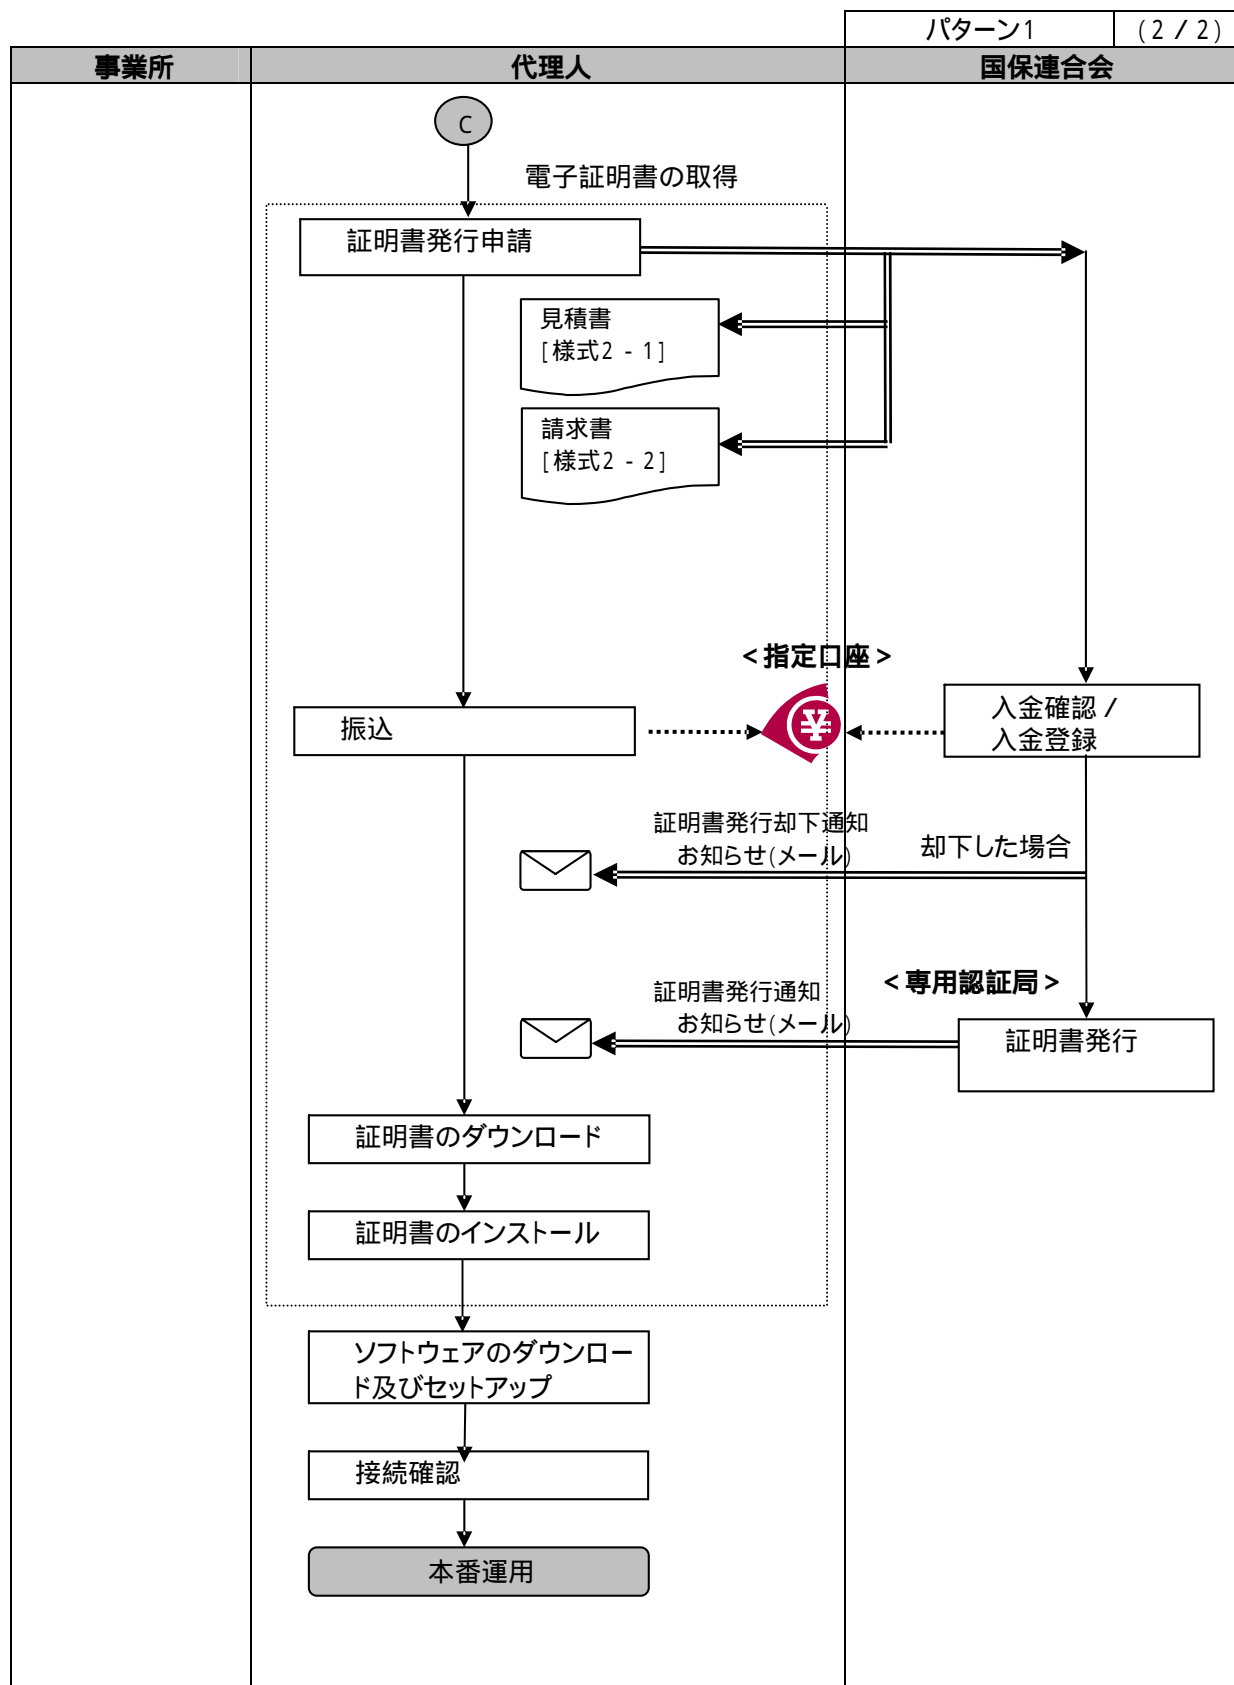 パターン1 (2/2)
事業所 代理人 国保連合会
C
電子証明書の取得
証明書発行申請
見積書
[様式2-1]
請求書
[様式2-2]
<指定口座>
振込
¥
入金確認/
入金登録
証明書発行却下通知
お知らせ(メール)
却下した場合
<専用認証局>
証明書発行通知
お知らせ(メール)
証明書発行
証明書のダウンロード
証明書のインストール
ソフトウェアのダウンロー
ド及びセットアップ
接続確認
本番運用